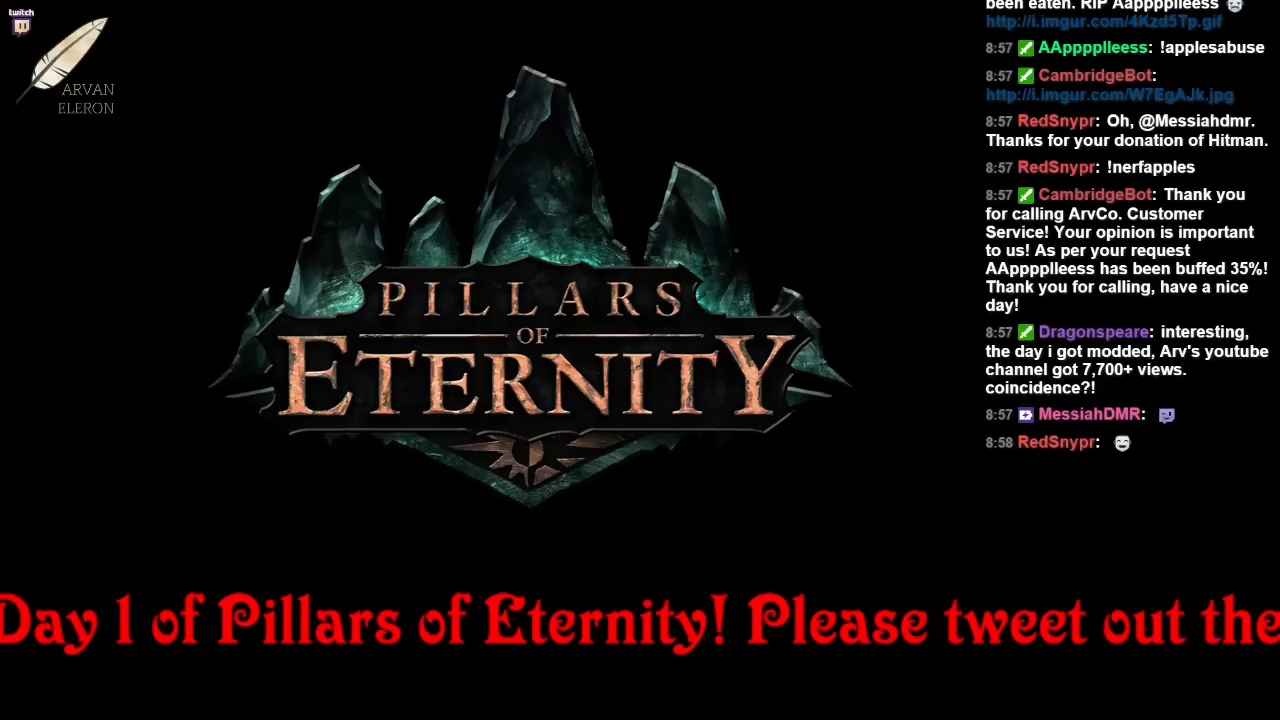 twitch
ARVAN
ELERON
PILLARS
OF
ETERNITY
Day 1 of Pillars of Eternity! Please tweet out the
been eaten. RIP Aapppplleess
http://i.imgur.com/4Kzd5Tp.gif
8:57 AApppplleess: !applesabuse
8:57 CambridgeBot:
http://i.imgur.com/W7EgAJk.jpg
8:57 RedSnypr: Oh, @Messiahdmr.
Thanks for your donation of Hitman.
8:57 RedSnypr: !nerfapples
8:57 CambridgeBot: Thank you
for calling ArvCo. Customer
Service! Your opinion is important
to us! As per your request
AApppplleess has been buffed 35%!
Thank you for calling, have a nice
day!
8:57 Dragonspeare: interesting,
the day i got modded, Arv's youtube
channel got 7,700+ views.
coincidence?!
8:57 MessiahDMR:
8:58 RedSnypr: